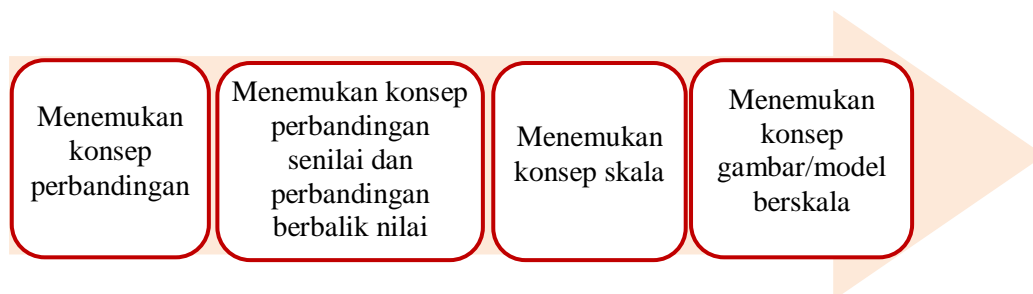 Menemukan
konsep
perbandingan
Menemukan konsep
perbandingan
senilai dan
perbandingan
berbalik nilai
Menemukan
konsep skala
Menemukan
konsep
gambar/model
berskala